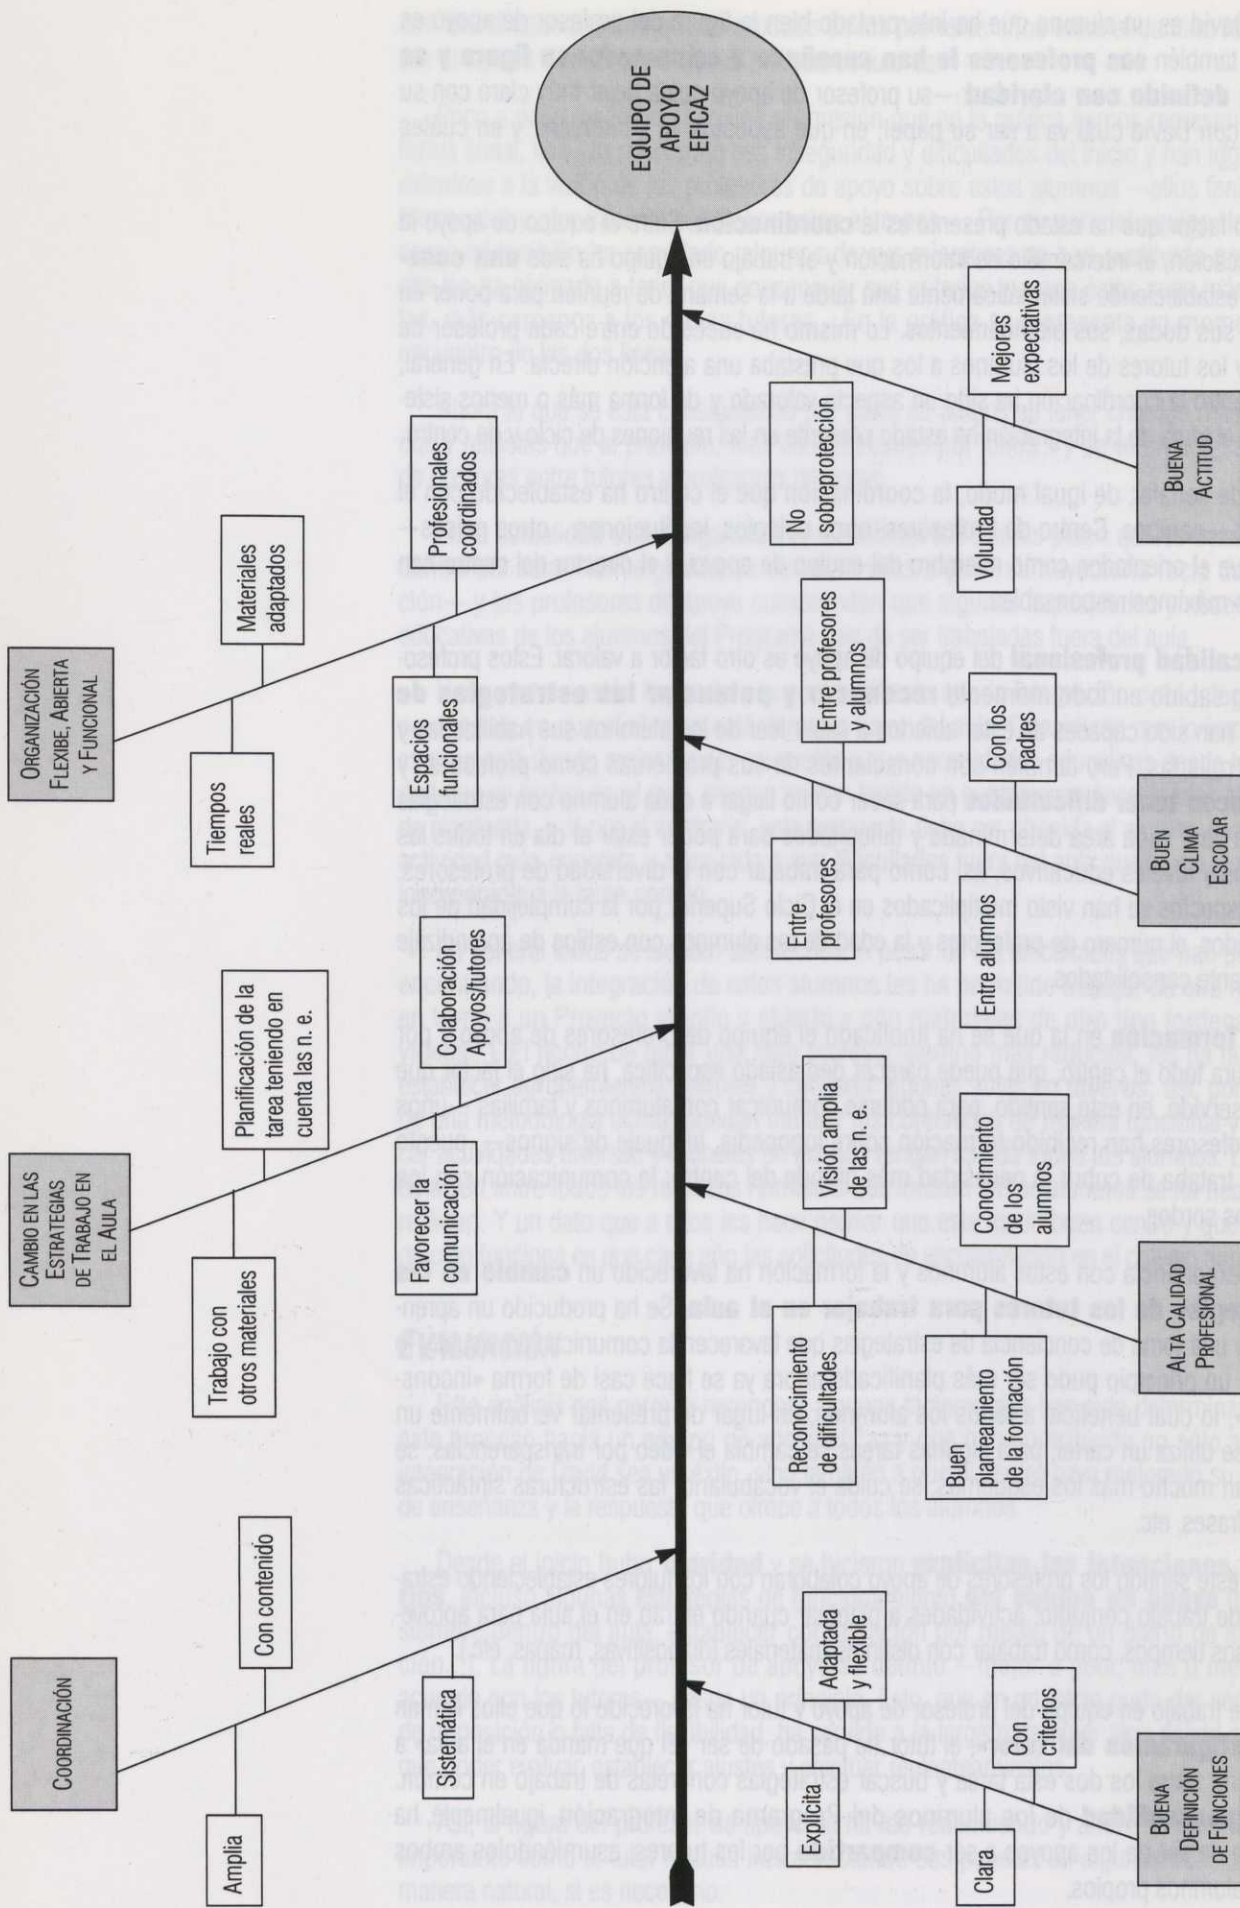 COORDINACIÓN
Amplia
Con contenido
Sistemática
CAMBIO EN LAS
ESTRATEGIAS
DE TRABAJO EN
EL AULA
Trabajo con
otros materiales
Planificación de la
tarea teniendo en
cuenta las n. e.
Favorecer la
comunicación
Colaboración
Apoyos/tutores
ORGANIZACIÓN
FLEXIBE, ABIERTA
Y FUNCIONAL
Tiempos
reales
Materiales
adaptados
Espacios
funcionales
Profesionales
coordinados
EQUIPO DE
APOYO
EFICAZ
Explícita
Adaptada
y flexible
Clara
Con
criterios
BUENA
DEFINICIÓN
DE FUNCIONES
Reconocimiento
de dificultades
Visión amplia
de las n. e.
Buen
planteamiento
de la formación
Conocimiento
de los
alumnos
ALTA CALIDAD
PROFESIONAL
Entre
profesores
Entre profesores
y alumnos
Entre alumnos
Con los
padres
BUEN
CLIMA
ESCOLAR
No
sobreprotección
Voluntad
Mejores
expectativas
BUENA
ACTITUD